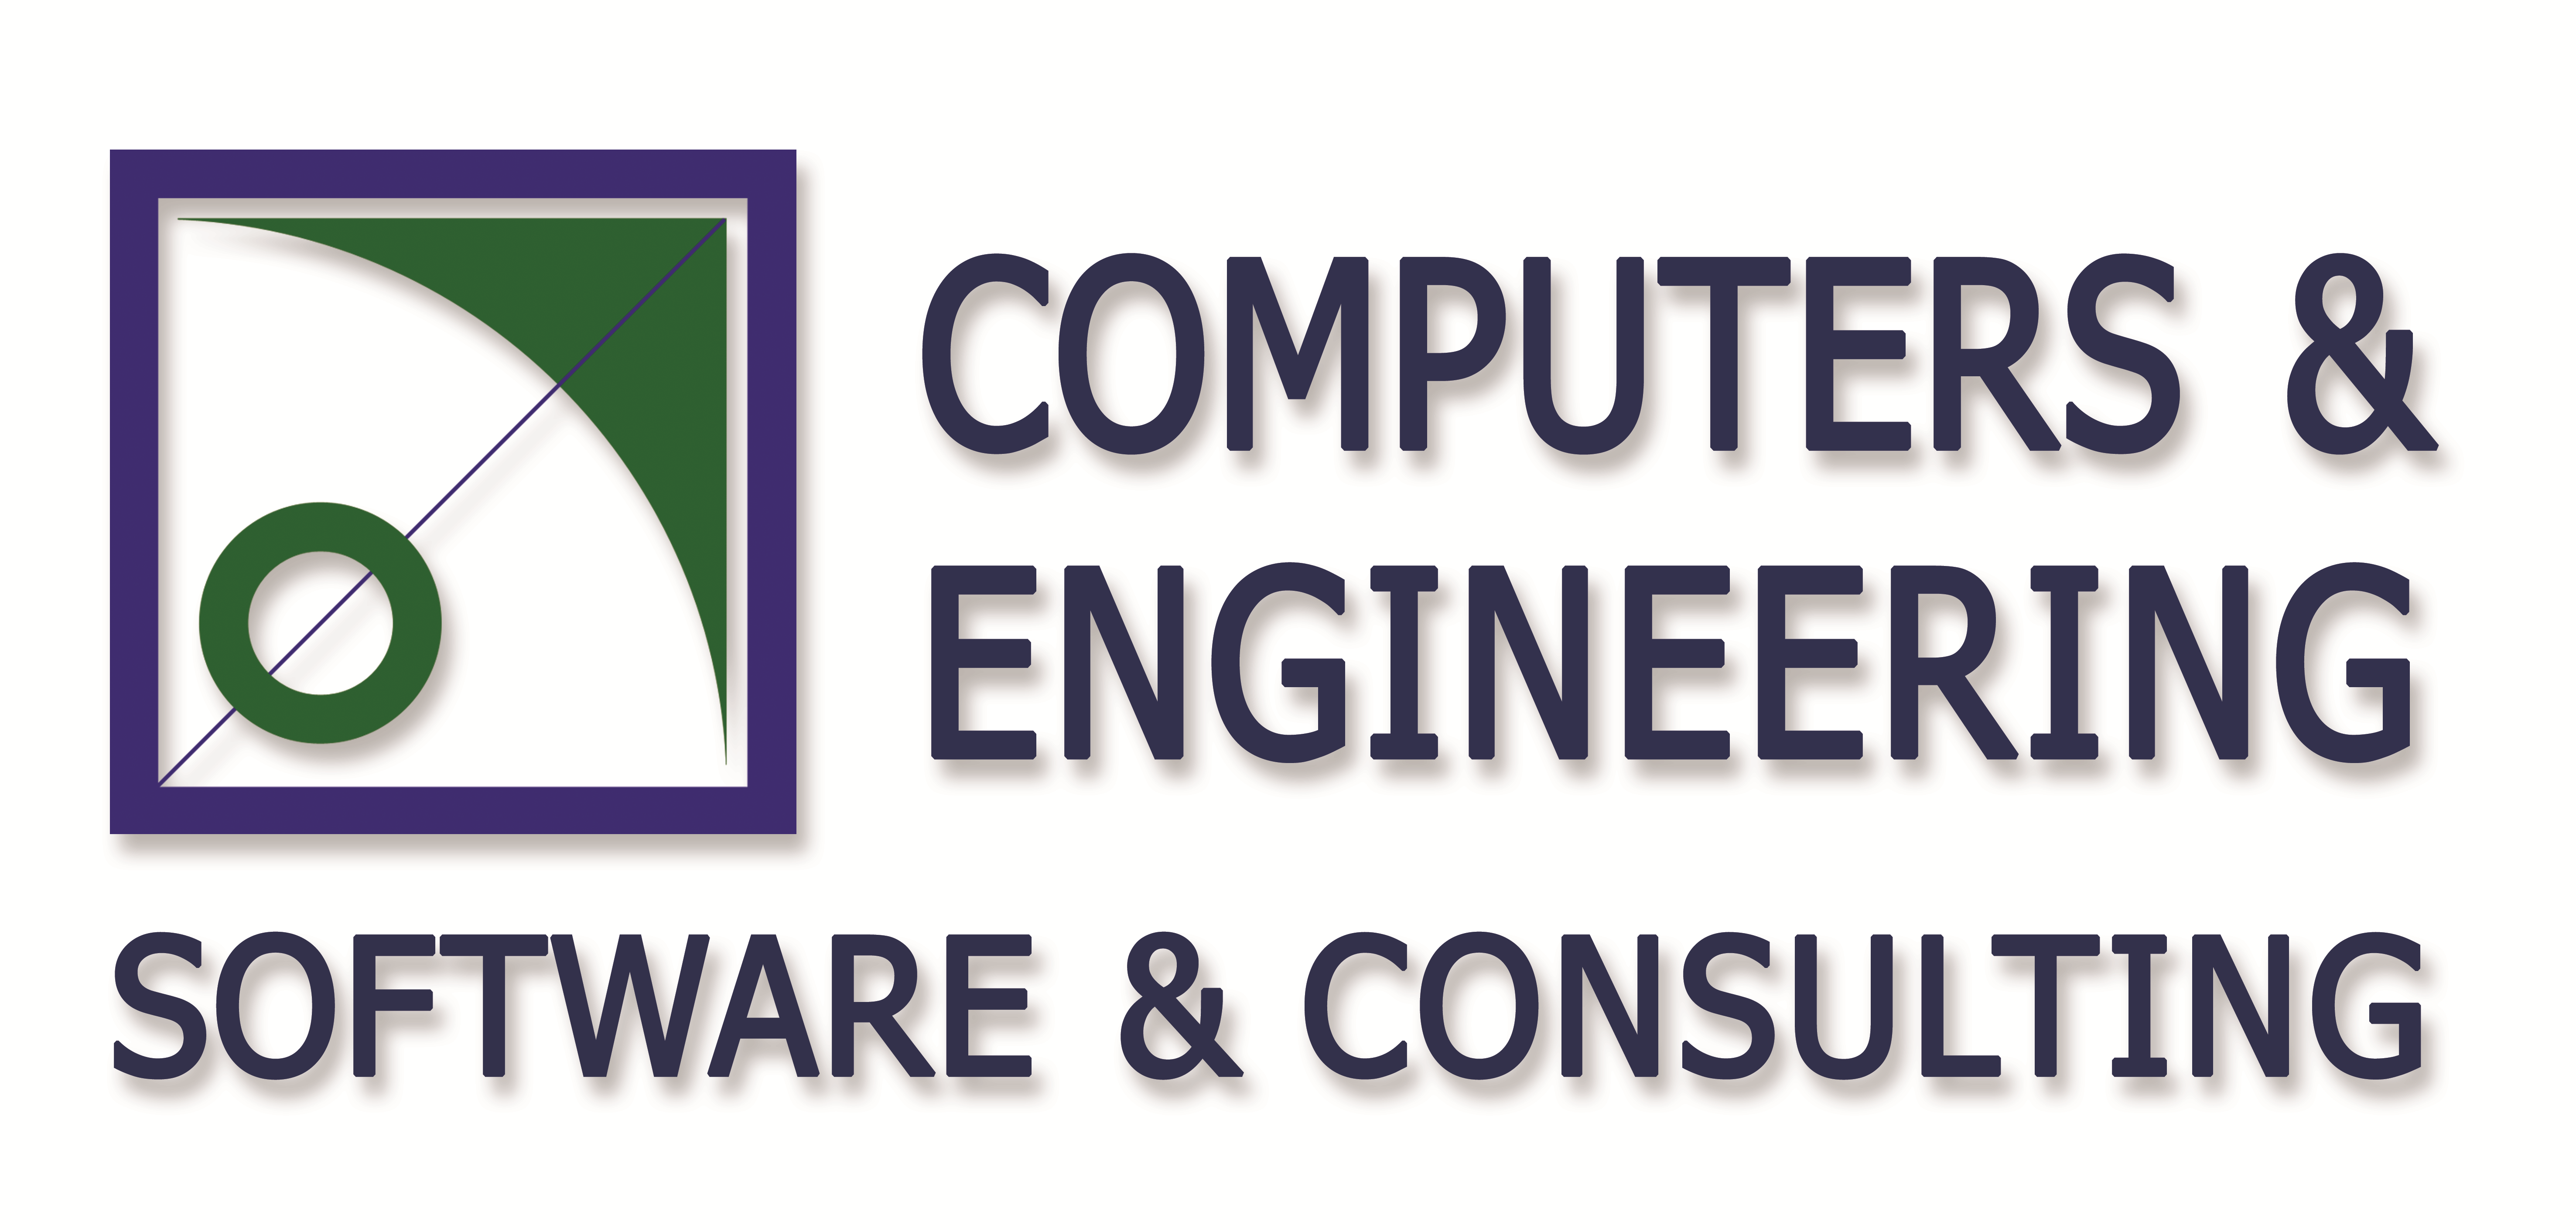 COMPUTERS &
ENGINEERING
SOFTWARE & CONSULTING